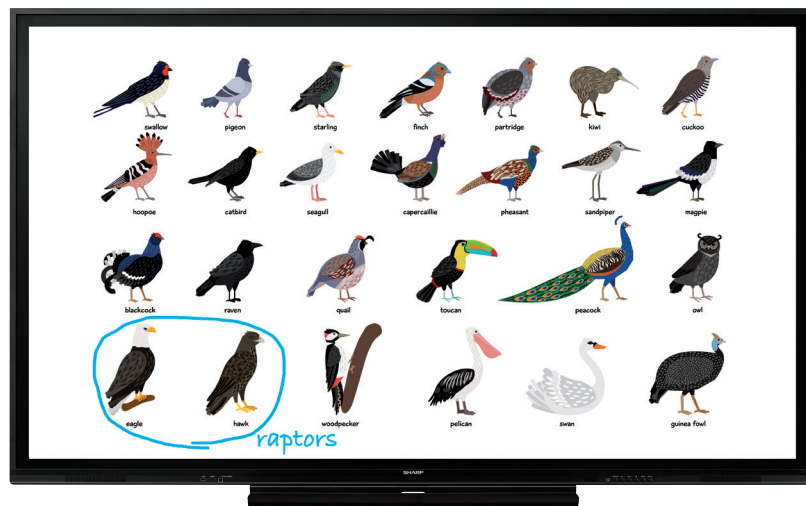 swallow pigeon starling finch partridge kiwi cuckoo
hoopoe catbird seagull capercaillie pheasant sandpiper magpie
blackcock raven quail toucan peacock owl
eagle hawk woodpecker pelican swan guinea fowl
raptors
SHARP